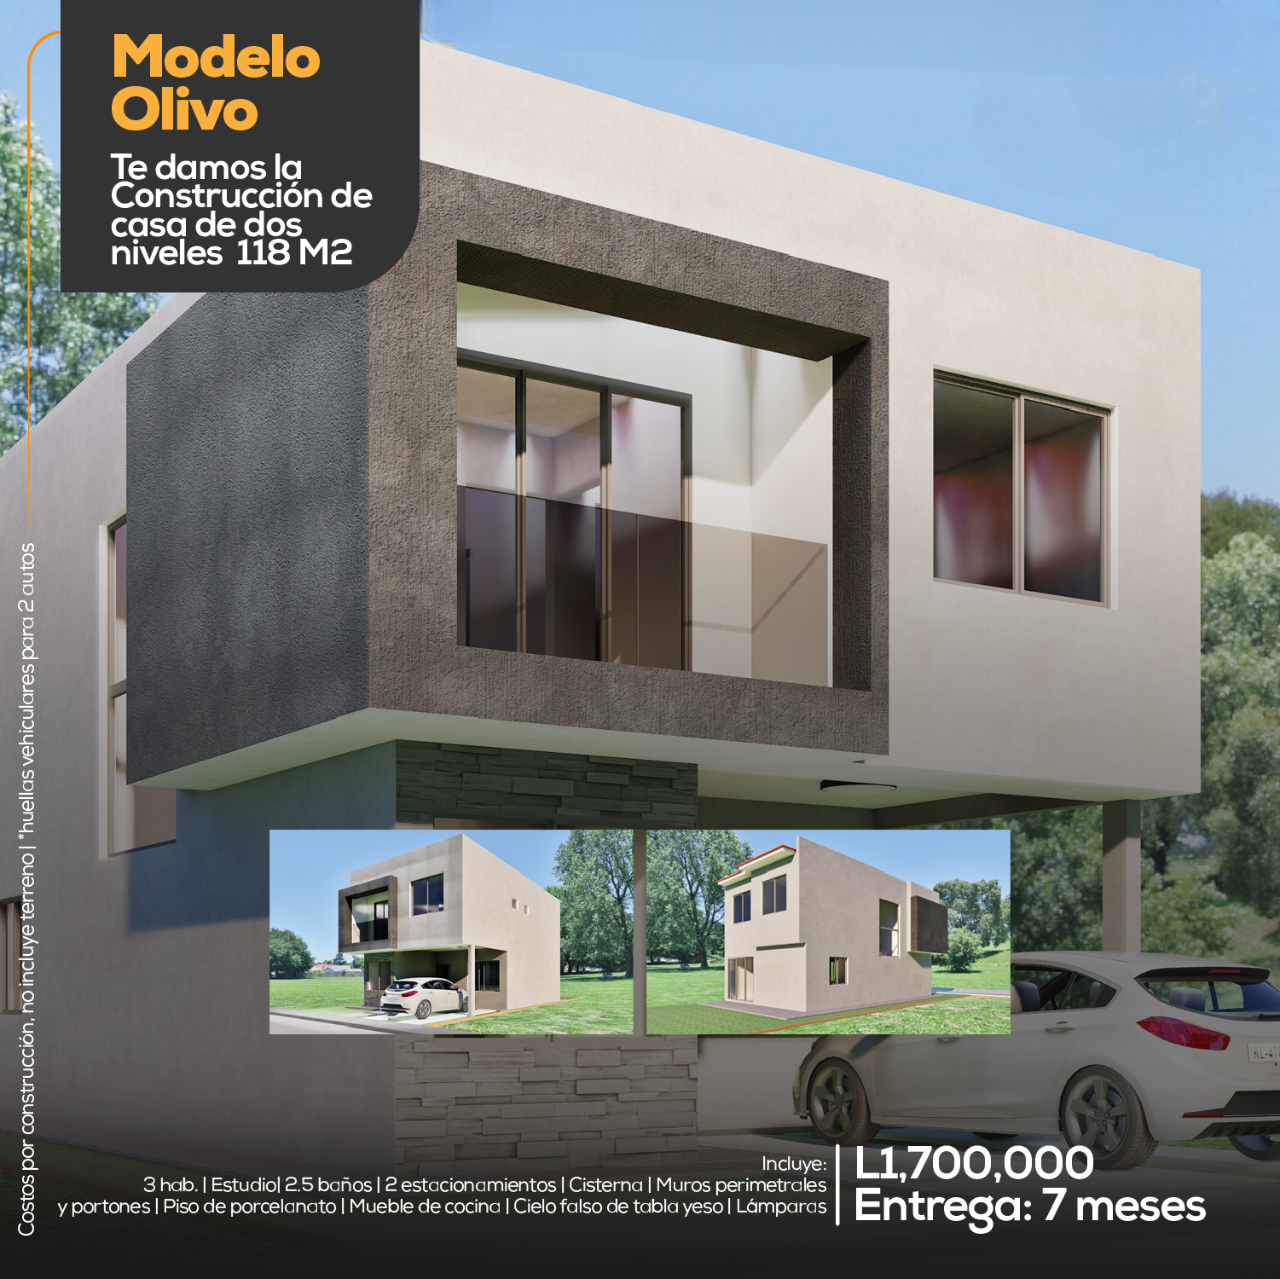 Modelo
Olivo
Te damos la
Construcción de
casa de dos
niveles 118 M2
Costos por construcción, no incluye terreno | *huellas vehiculares para 2 autos
Incluye:
3 hab. | Estudio| 2.5 baños | 2 estacionamientos | Cisterna | Muros perimetrales
y portones | Piso de porcelanato | Mueble de cocina | Cielo falso de tabla yeso | Lámparas
L1,700,000
Entrega: 7 meses